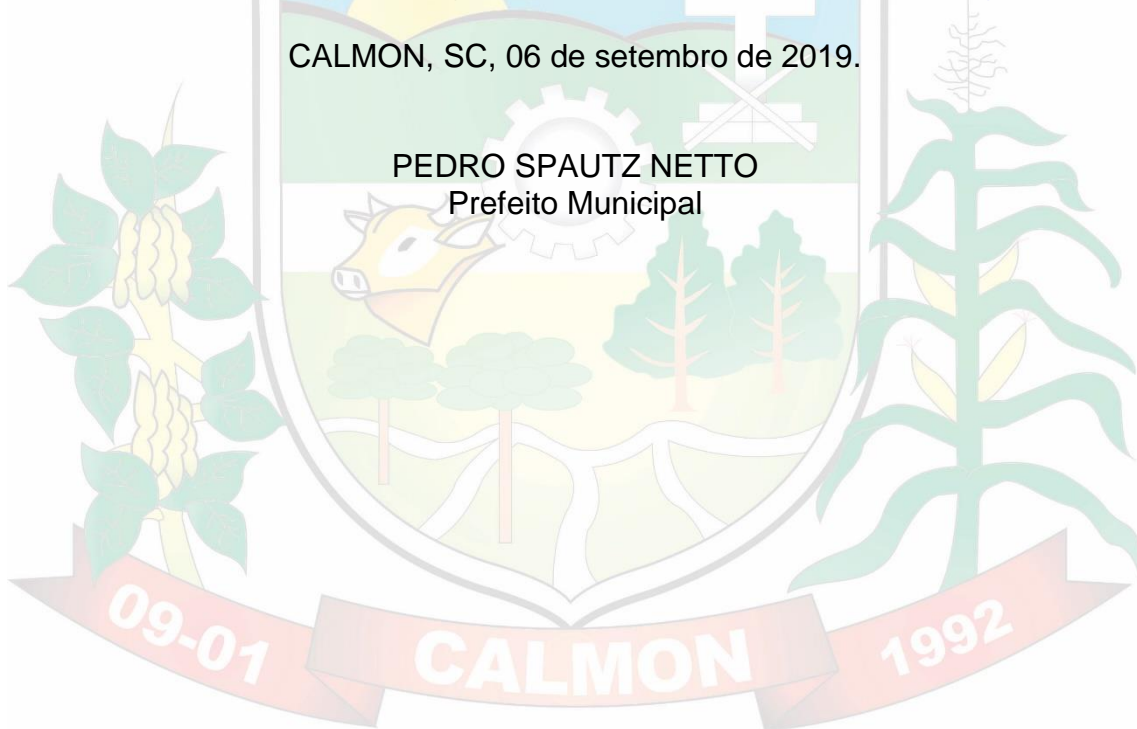 CALMON, SC, 06 de setembro de 2019.
PEDRO SPAUTZ NETTO
Prefeito Municipal
09-01
CALMON
1992